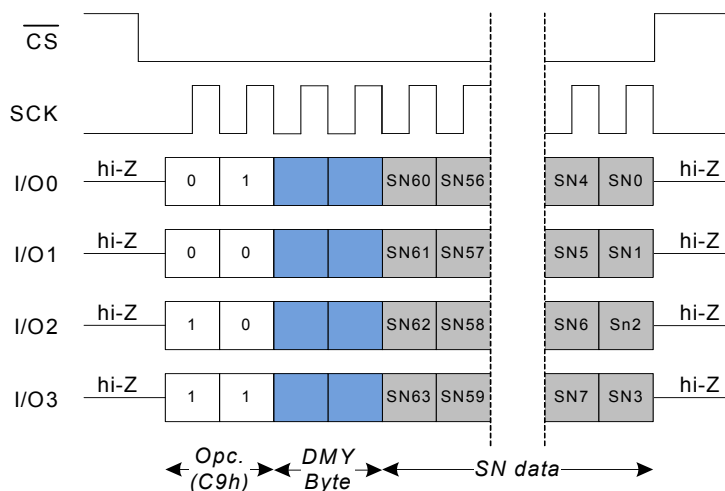 CS
SCK
I/O0 hi-Z 0 1 SN60 SN56 SN4 SN0 hi-Z
I/O1 hi-Z 0 0 SN61 SN57 SN5 SN1 hi-Z
I/O2 hi-Z 1 0 SN62 SN58 SN6 Sn2 hi-Z
I/O3 hi-Z 1 1 SN63 SN59 SN7 SN3 hi-Z
Opc. DMY SN data
(C9h) Byte